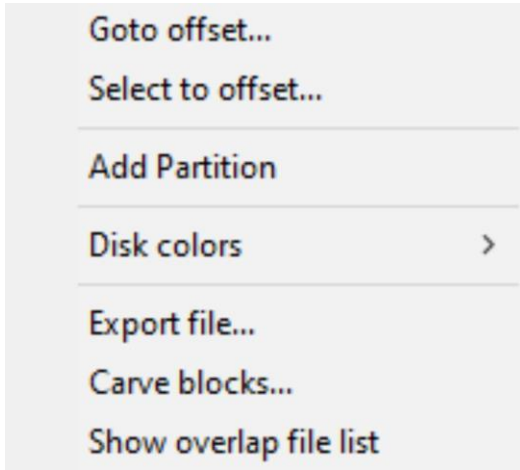 Goto offset...
Select to offset...
Add Partition
Disk colors
Export file...
Carve blocks...
Show overlap file list